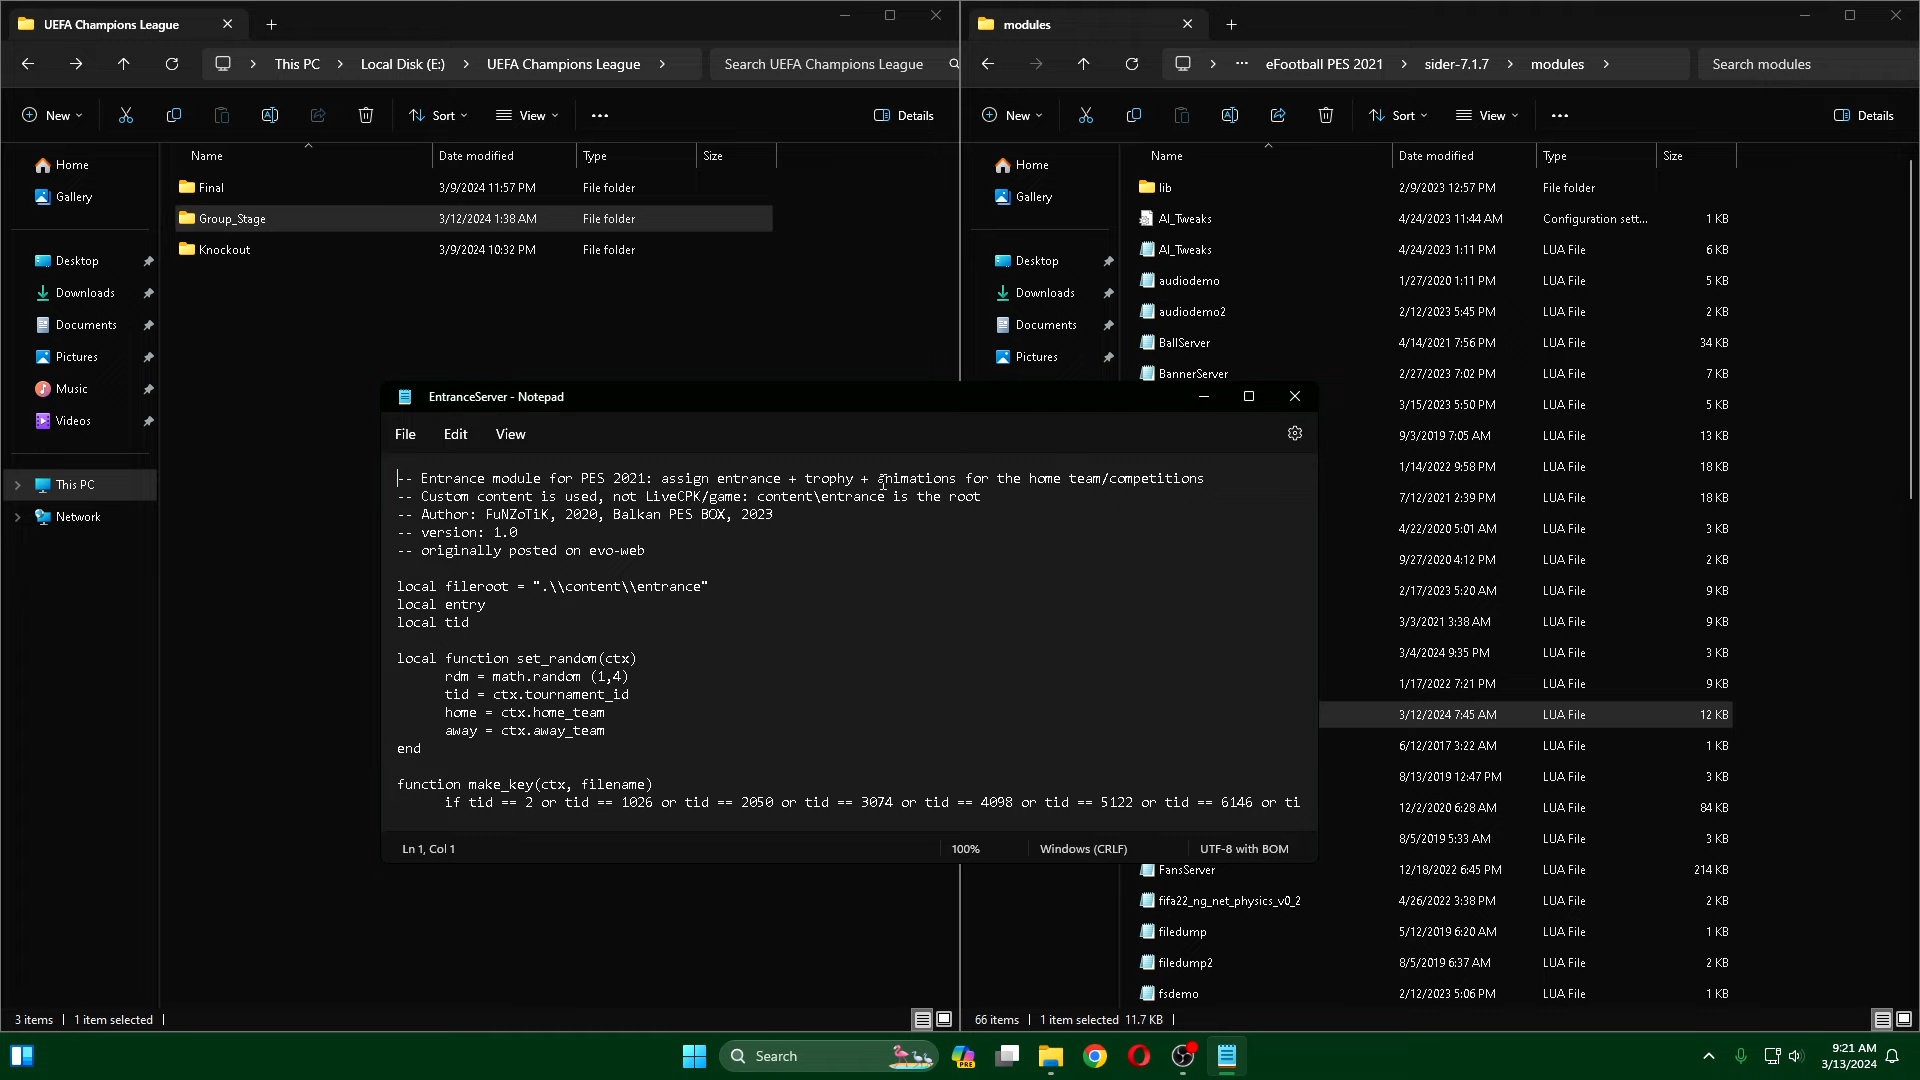 UEFA Champions League
modules
This PC
Local Disk (E:)
UEFA Champions League
Search UEFA Champions League
eFootball PES 2021
sider-7.1.7
modules
Search modules
New
Sort
View
Details
New
Sort
View
Details
Home
Gallery
Desktop
Downloads
Documents
Pictures
Music
Videos
This PC
Network
Name
Date modified
Type
Size
Final 3/9/2024 11:57 PM File folder
Group_Stage 3/12/2024 1:38 AM File folder
Knockout 3/9/2024 10:32 PM File folder
Home
Gallery
Desktop
Downloads
Documents
Pictures
Name
Date modified
Type
Size
lib 2/9/2023 12:57 PM File folder
AI_Tweaks 4/24/2023 11:44 AM Configuration sett... 1 KB
AI_Tweaks 4/24/2023 1:11 PM LUA File 6 KB
audiodemo 1/27/2020 1:11 PM LUA File 5 KB
audiodemo2 2/12/2023 5:45 PM LUA File 2 KB
BallServer 4/14/2021 7:56 PM LUA File 34 KB
BannerServer 2/27/2023 7:02 PM LUA File 7 KB
3/15/2023 5:50 PM LUA File 5 KB
9/3/2019 7:05 AM LUA File 13 KB
1/14/2022 9:58 PM LUA File 18 KB
7/12/2021 2:39 PM LUA File 18 KB
4/22/2020 5:01 AM LUA File 3 KB
9/27/2020 4:12 PM LUA File 2 KB
2/17/2023 5:20 AM LUA File 9 KB
3/3/2021 3:38 AM LUA File 9 KB
3/4/2024 9:35 PM LUA File 3 KB
1/17/2022 7:21 PM LUA File 9 KB
3/12/2024 7:45 AM LUA File 12 KB
6/12/2017 3:22 AM LUA File 1 KB
8/13/2019 12:47 PM LUA File 3 KB
12/2/2020 6:28 AM LUA File 84 KB
8/5/2019 5:33 AM LUA File 3 KB
FansServer 12/18/2022 6:45 PM LUA File 214 KB
fifa22_ng_net_physics_v0_2 4/26/2022 3:38 PM LUA File 2 KB
filedump 5/12/2019 6:20 AM LUA File 1 KB
filedump2 8/5/2019 6:37 AM LUA File 2 KB
fsdemo 2/12/2023 5:06 PM LUA File 1 KB
EntranceServer - Notepad
File Edit View
-- Entrance module for PES 2021: assign entrance + trophy + animations for the home team/competitions
-- Custom content is used, not LiveCPK/game: content\entrance is the root
-- Author: FuNZoTiK, 2020, Balkan PES BOX, 2023
-- version: 1.0
-- originally posted on evo-web
local fileroot = ".\\content\\entrance"
local entry
local tid
local function set_random(ctx)
rdm = math.random (1,4)
tid = ctx.tournament_id
home = ctx.home_team
away = ctx.away_team
end
function make_key(ctx, filename)
if tid == 2 or tid == 1026 or tid == 2050 or tid == 3074 or tid == 4098 or tid == 5122 or tid == 6146 or ti
Ln 1, Col 1
100%
Windows (CRLF)
UTF-8 with BOM
3 items
1 item selected
66 items
1 item selected 11.7 KB
Search
PRE
9:21 AM
3/13/2024